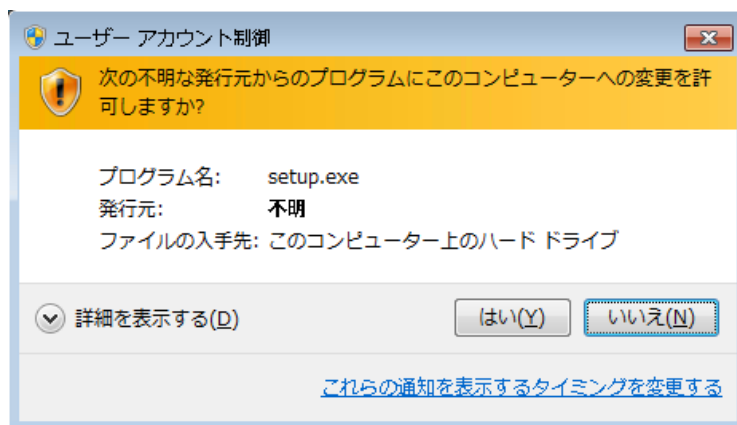 ユーザー アカウント制御
次の不明な発行元からのプログラムにこのコンピューターへの変更を許
可しますか?
プログラム名: setup.exe
発行元: 不明
ファイルの入手先: このコンピューター上のハード ドライブ
詳細を表示する(D) はい(Y) いいえ(N)
これらの通知を表示するタイミングを変更する